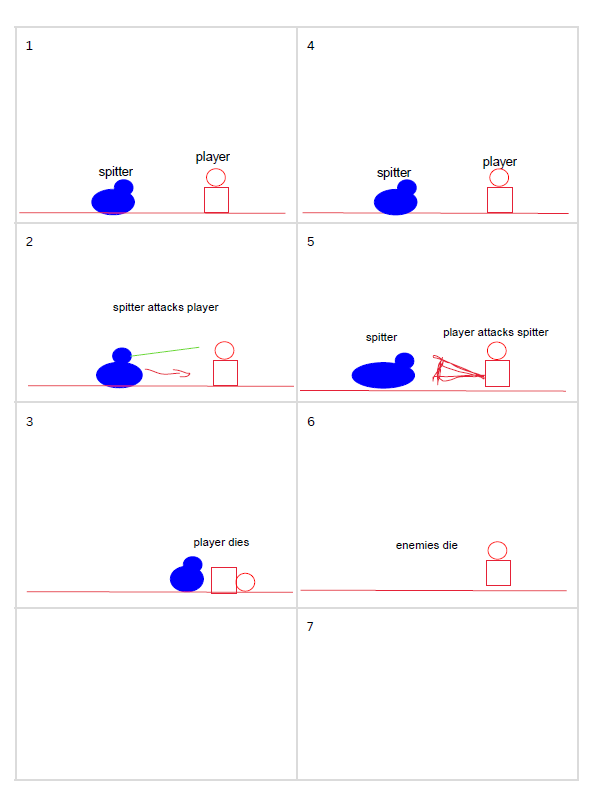 1
spitter
player
2
spitter attacks player
3
player dies
4
spitter
player
5
spitter
player attacks spitter
6
enemies die
7